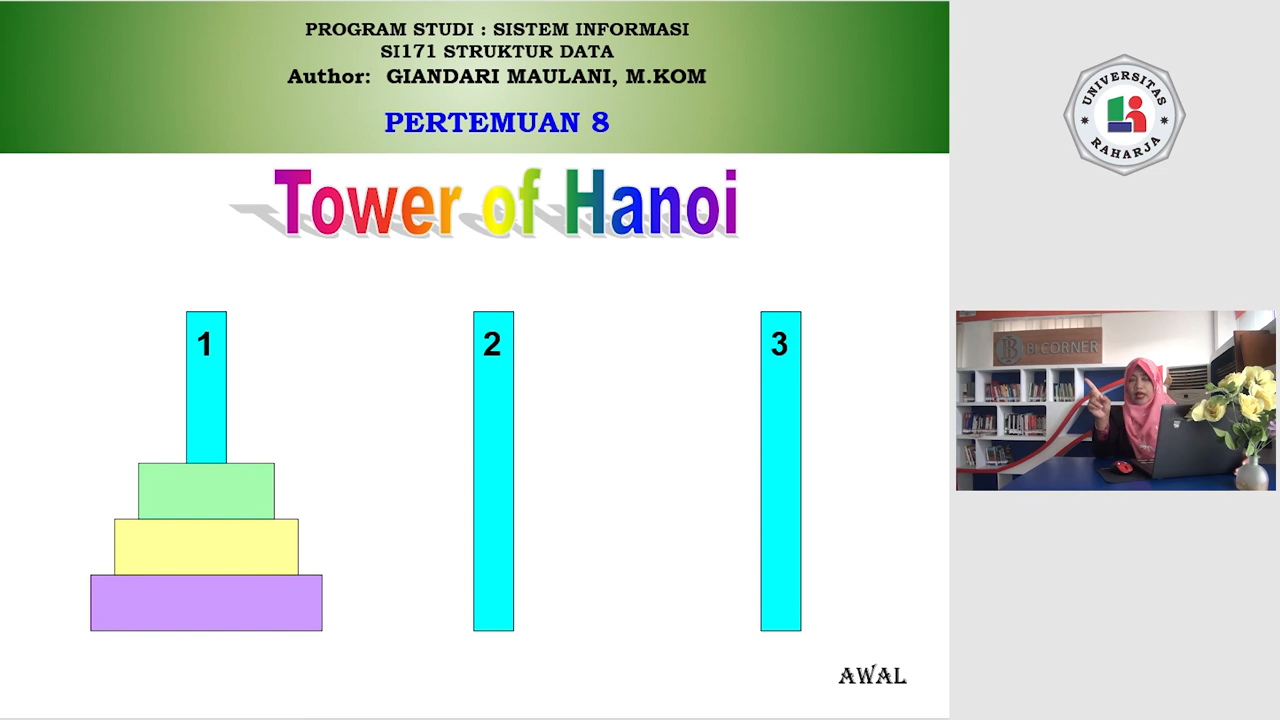 PROGRAM STUDI : SISTEM INFORMASI
SI171 STRUKTUR DATA
Author: GIANDARI MAULANI, M.KOM
PERTEMUAN 8
Tower of Hanoi
1
2
3
AWAL
UNIVERSITAS
RAHARJA
BI CORNER